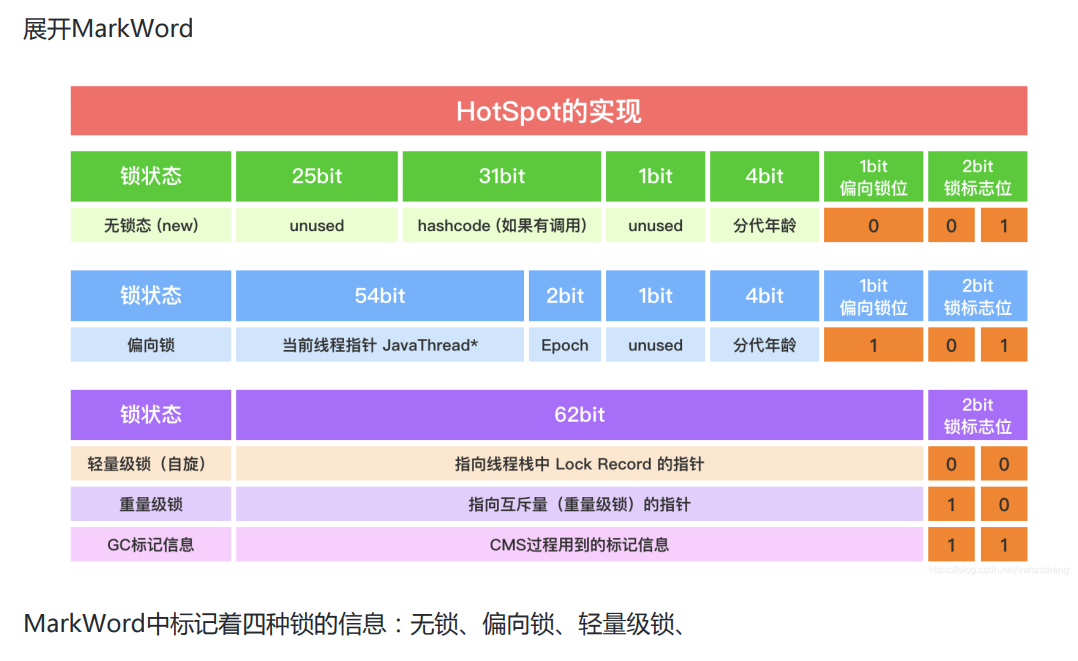 展开MarkWord
HotSpot的实现
锁状态 25bit 31bit 1bit 4bit 1bit 偏向锁位 2bit 锁标志位
无锁态 (new) unused hashcode (如果有调用) unused 分代年龄 0 0 1
锁状态 54bit 2bit 1bit 4bit 1bit 偏向锁位 2bit 锁标志位
偏向锁 当前线程指针 JavaThread* Epoch unused 分代年龄 1 0 1
锁状态 62bit 2bit 锁标志位
轻量级锁（自旋） 指向线程栈中 Lock Record 的指针 0 0
重量级锁 指向互斥量（重量级锁）的指针 1 0
GC标记信息 CMS过程用到的标记信息 1 1
MarkWord中标记着四种锁的信息：无锁、偏向锁、轻量级锁、